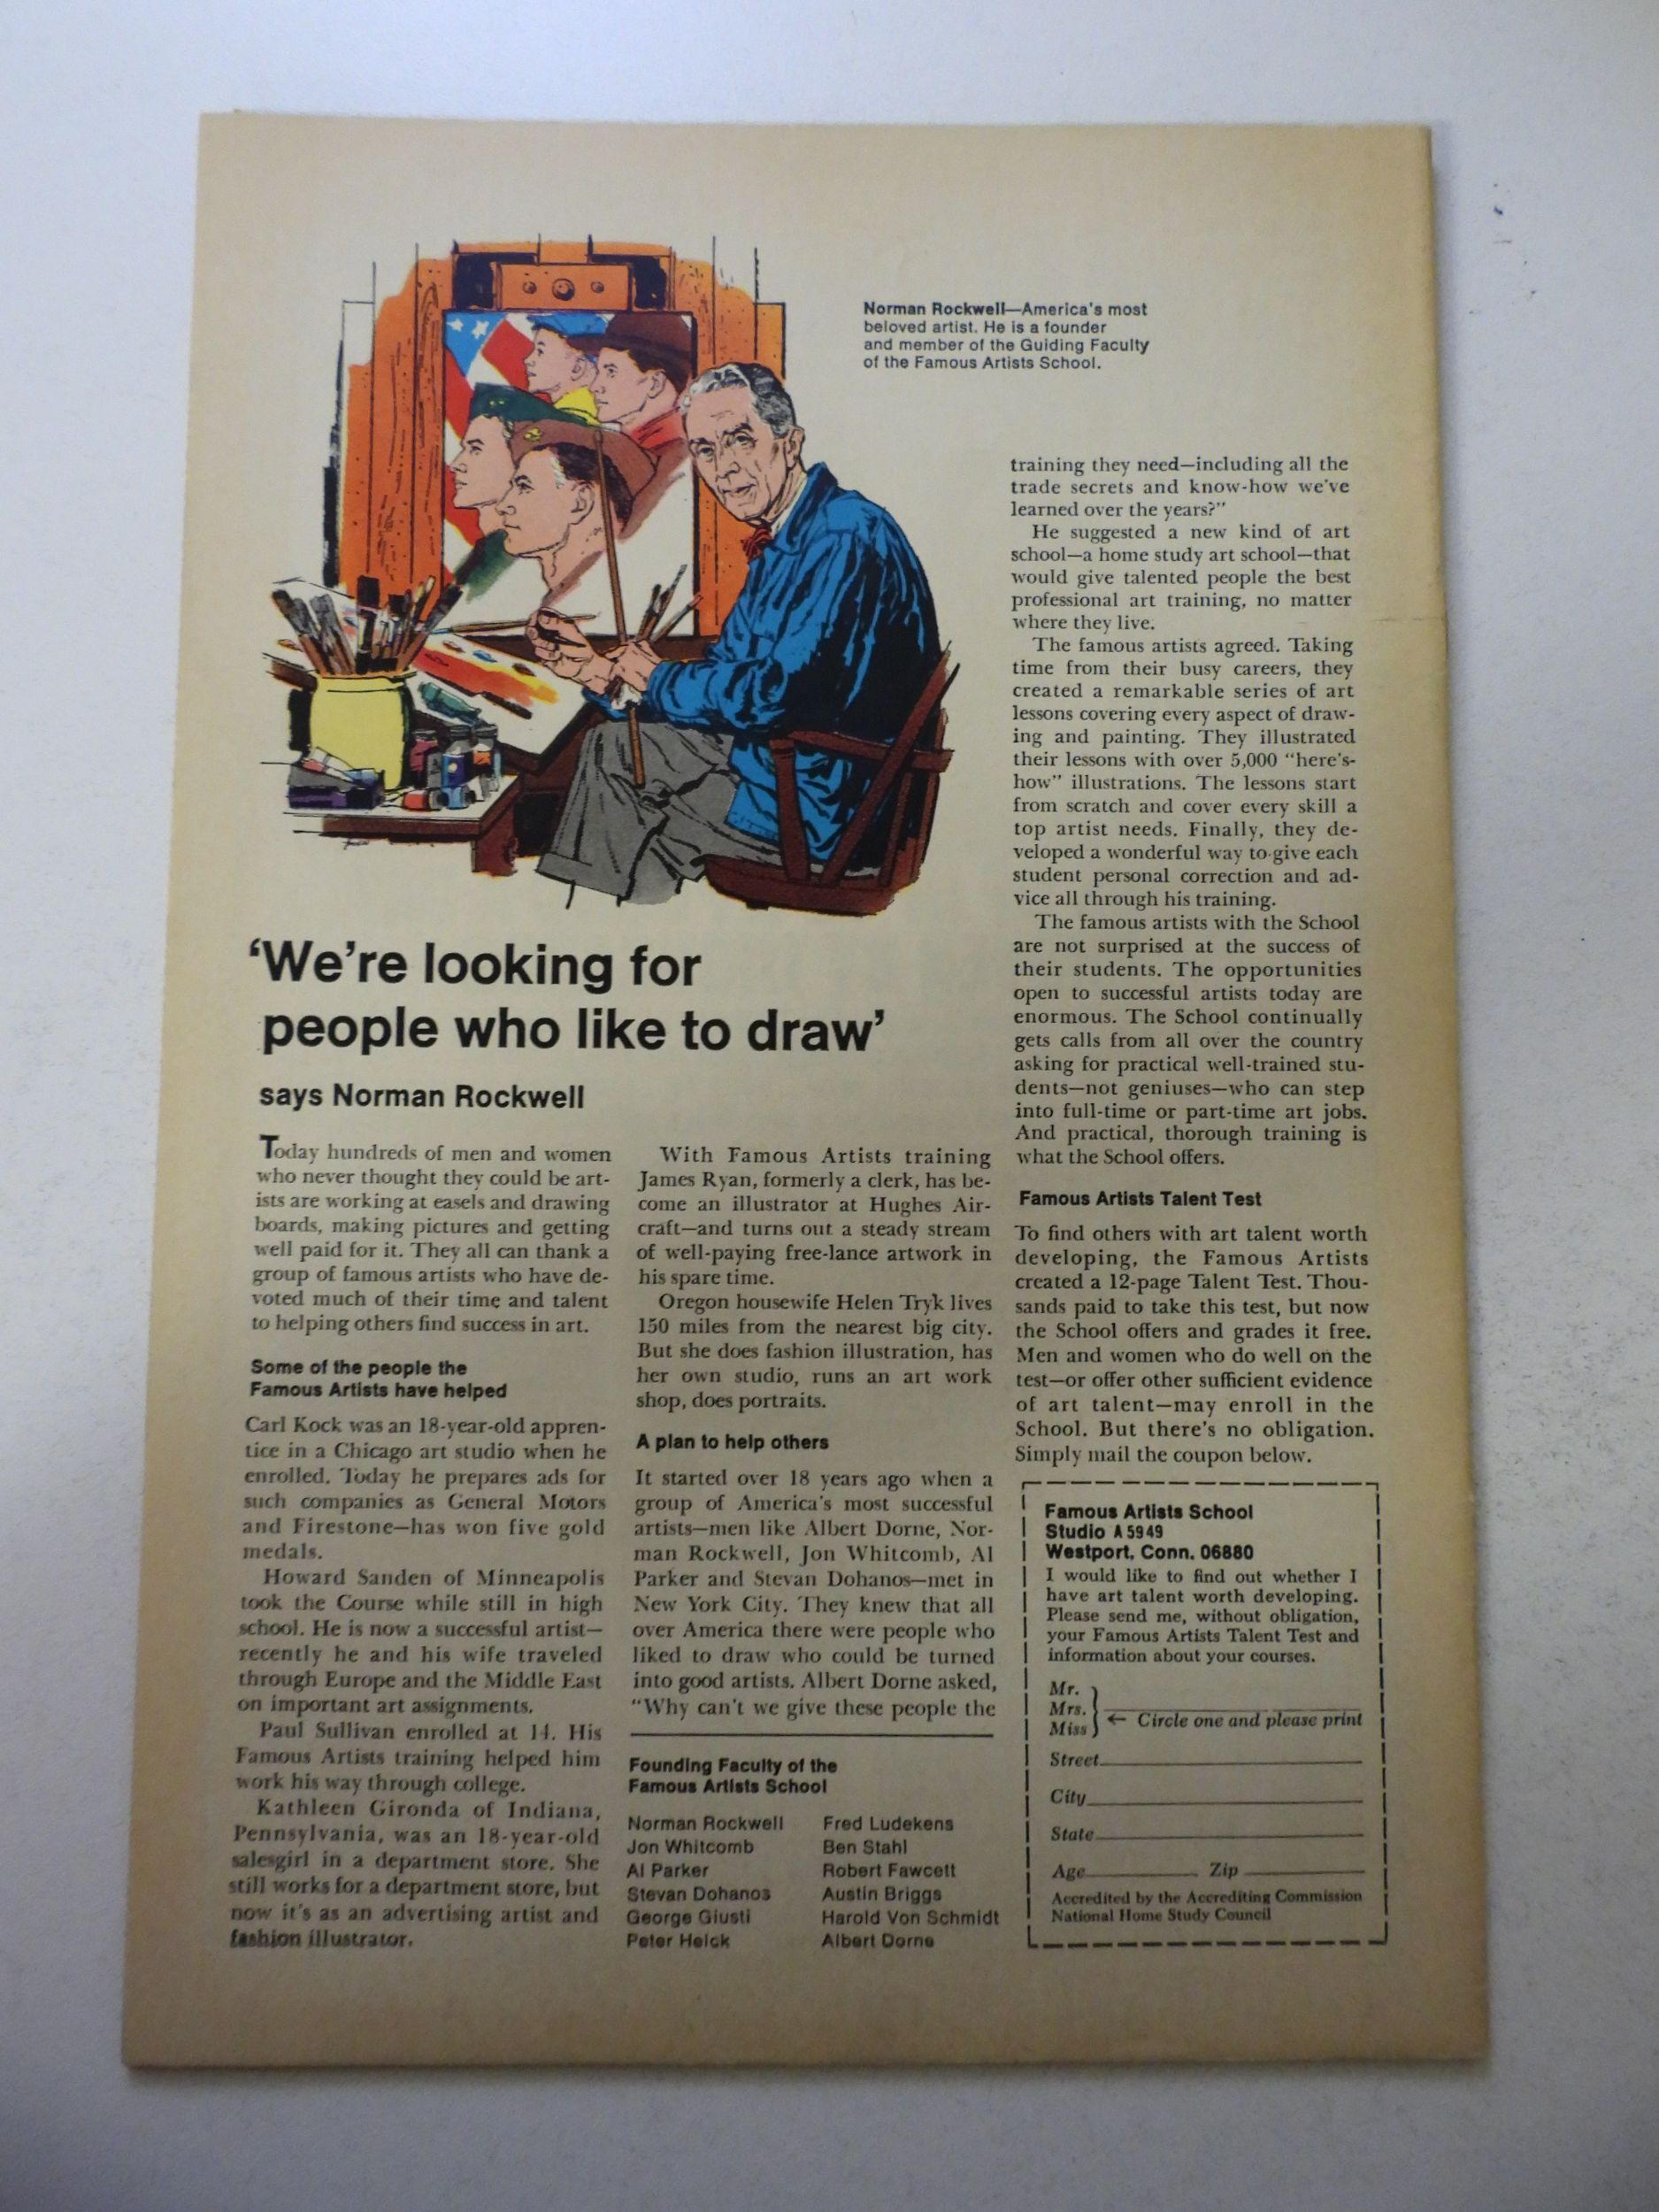 Norman Rockwell—America's most
beloved artist. He is a founder
and member of the Guiding Faculty
of the Famous Artists School.
'We're looking for
people who like to draw'
says Norman Rockwell
Today hundreds of men and women
who never thought they could be art-
ists are working at easels and drawing
boards, making pictures and getting
well paid for it. They all can thank a
group of famous artists who have de-
voted much of their time and talent
to helping others find success in art.
Some of the people the
Famous Artists have helped
Carl Kock was an 18-year-old appren-
tice in a Chicago art studio when he
enrolled. Today he prepares ads for
such companies as General Motors
and Firestone—has won five gold
medals.
Howard Sanden of Minneapolis
took the Course while still in high
school. He is now a successful artist—
recently he and his wife traveled
through Europe and the Middle East
on important art assignments.
Paul Sullivan enrolled at 14. His
Famous Artists training helped him
work his way through college.
Kathleen Gironda of Indiana,
Pennsylvania, was an 18-year-old
salesgirl in a department store. She
still works for a department store, but
now it's as an advertising artist and
fashion illustrator.
With Famous Artists training
James Ryan, formerly a clerk, has be-
come an illustrator at Hughes Air-
craft—and turns out a steady stream
of well-paying free-lance artwork in
his spare time.
Oregon housewife Helen Tryk lives
150 miles from the nearest big city.
But she does fashion illustration, has
her own studio, runs an art work
shop, does portraits.
A plan to help others
It started over 18 years ago when a
group of America's most successful
artists—men like Albert Dorne, Nor-
man Rockwell, Jon Whitcomb, Al
Parker and Stevan Dohanos—met in
New York City. They knew that all
over America there were people who
liked to draw who could be turned
into good artists. Albert Dorne asked,
"Why can't we give these people the
Founding Faculty of the
Famous Artists School
Norman Rockwell
Jon Whitcomb
Al Parker
Stevan Dohanos
George Giusti
Peter Helck
Fred Ludekens
Ben Stahl
Robert Fawcett
Austin Briggs
Harold Von Schmidt
Albert Dorne
training they need—including all the
trade secrets and know-how we've
learned over the years?"
He suggested a new kind of art
school—a home study art school—that
would give talented people the best
professional art training, no matter
where they live.
The famous artists agreed. Taking
time from their busy careers, they
created a remarkable series of art
lessons covering every aspect of draw-
ing and painting. They illustrated
their lessons with over 5,000 "here's-
how" illustrations. The lessons start
from scratch and cover every skill a
top artist needs. Finally, they de-
veloped a wonderful way to give each
student personal correction and ad-
vice all through his training.
The famous artists with the School
are not surprised at the success of
their students. The opportunities
open to successful artists today are
enormous. The School continually
gets calls from all over the country
asking for practical well-trained stu-
dents—not geniuses—who can step
into full-time or part-time art jobs.
And practical, thorough training is
what the School offers.
Famous Artists Talent Test
To find others with art talent worth
developing, the Famous Artists
created a 12-page Talent Test. Thou-
sands paid to take this test, but now
the School offers and grades it free.
Men and women who do well on the
test—or offer other sufficient evidence
of art talent—may enroll in the
School. But there's no obligation.
Simply mail the coupon below.
Famous Artists School
Studio A5949
Westport, Conn. 06880
I would like to find out whether I
have art talent worth developing.
Please send me, without obligation,
your Famous Artists Talent Test and
information about your courses.
Mr.
Mrs.
Miss
← Circle one and please print
Street
City
State
Age Zip
Accredited by the Accrediting Commission
National Home Study Council